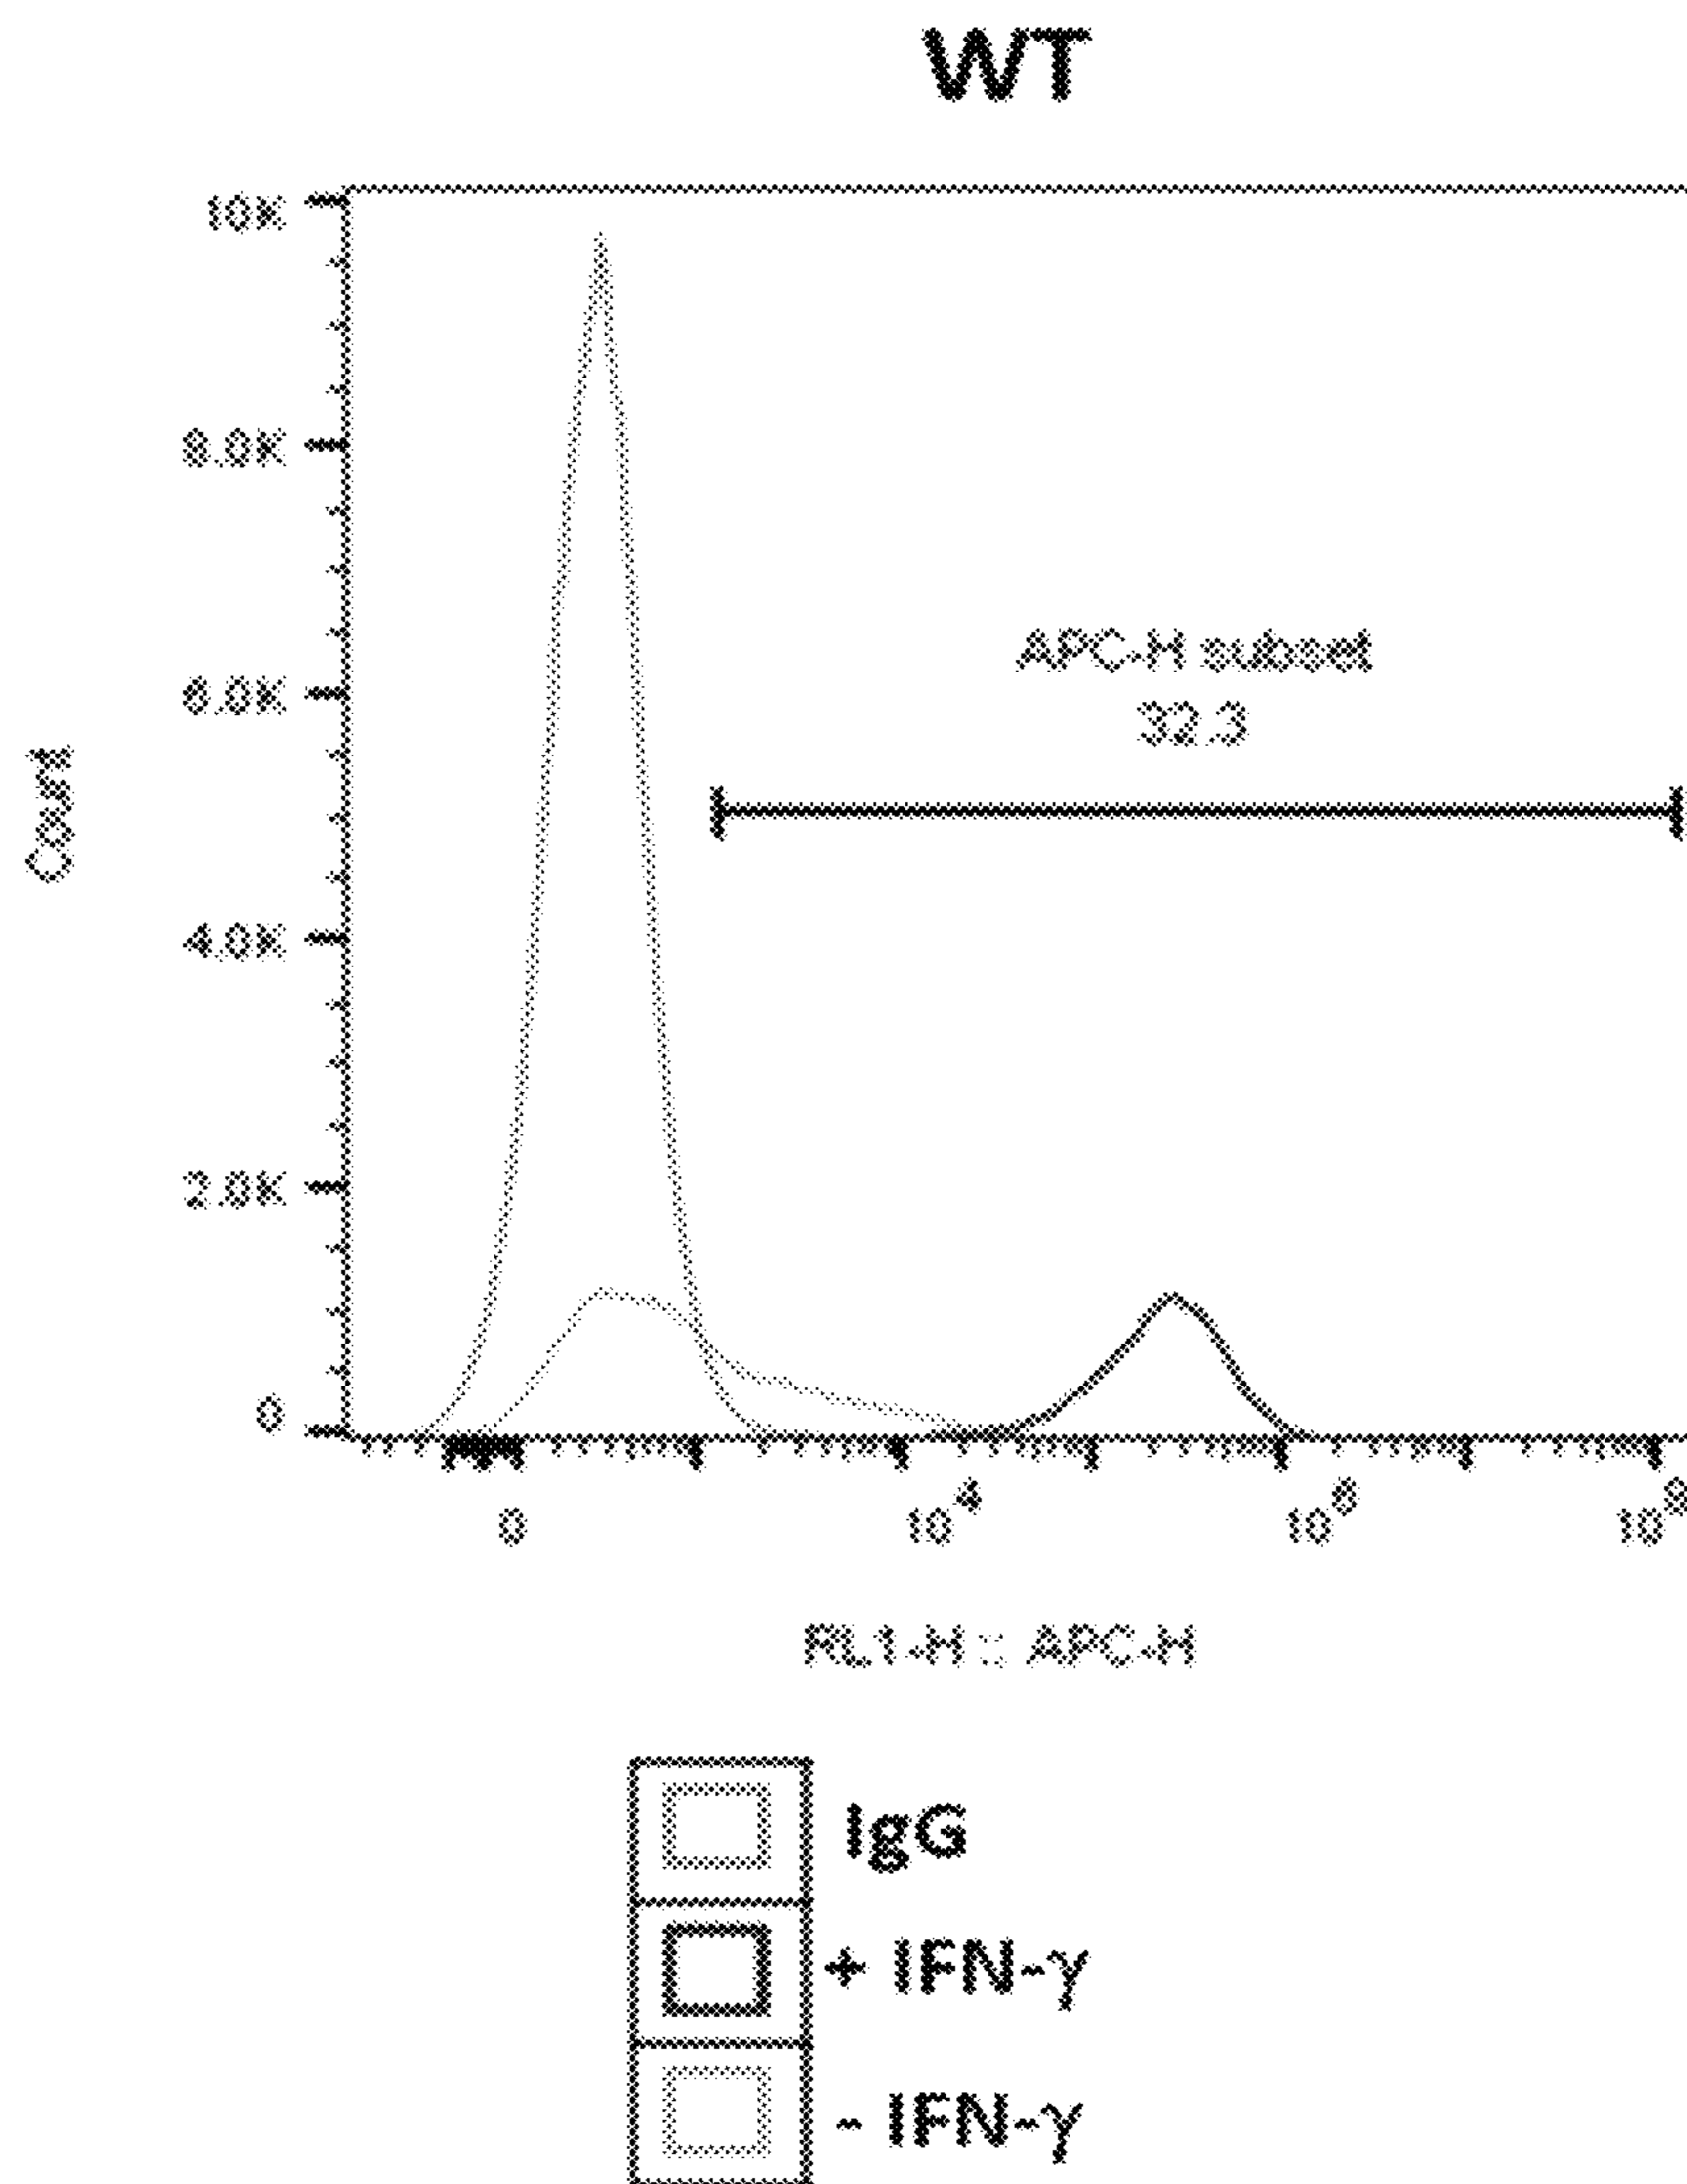 WT
10K
8.0K
6.0K
4.0K
2.0K
0
Count
APC-H subset
32.3
0
10^4
10^6
10^8
RL1-H :: APC-H
IgG
+ IFN-γ
- IFN-γ